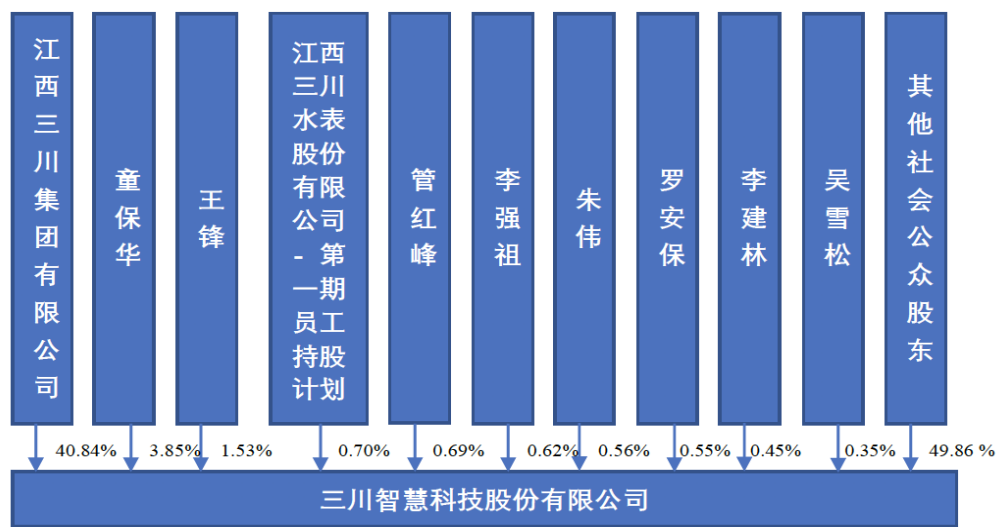 江西三川集团有限公司
童保华
王锋
江西三川水表股份有限公司-第一期员工持股计划
管红峰
李强祖
朱伟
罗安保
李建林
吴雪松
其他社会公众股东
40.84%
3.85%
1.53%
0.70%
0.69%
0.62%
0.56%
0.55%
0.45%
0.35%
49.86 %
三川智慧科技股份有限公司